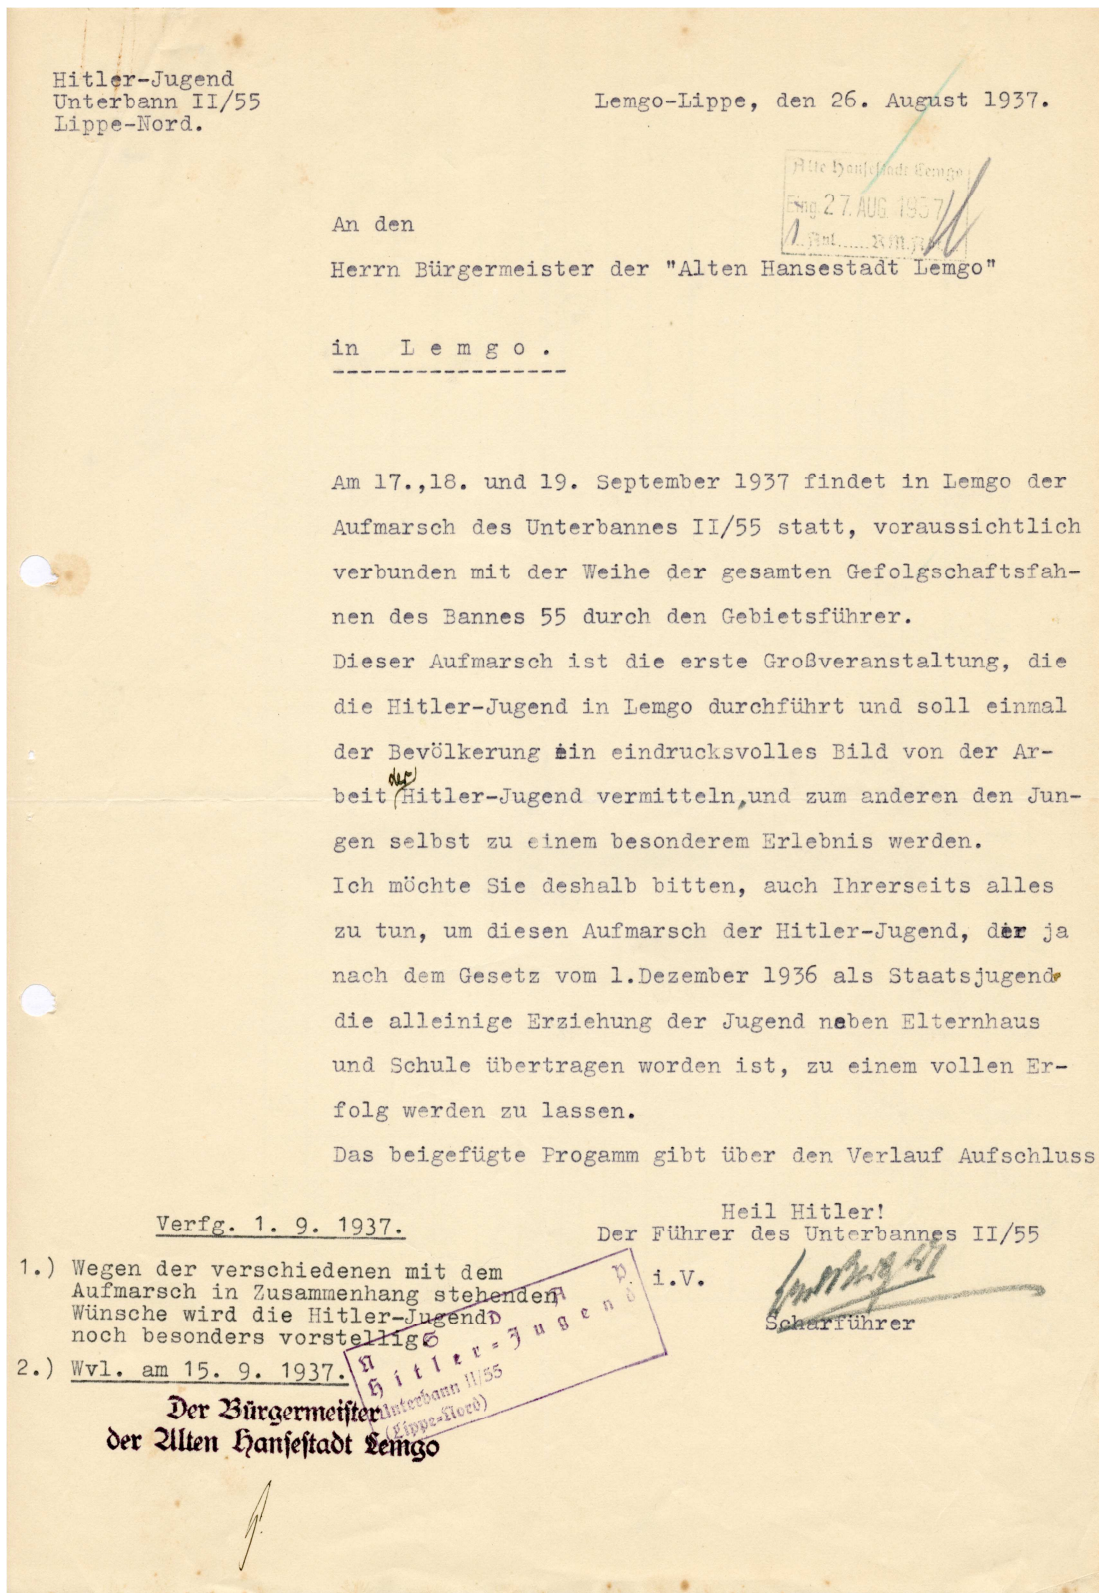 Hitler-Jugend
Unterbann II/55
Lippe-Nord.
Lemgo-Lippe, den 26. August 1937.
Alte Hansestadt Lemgo
Eing. 27. AUG. 1937
1. Anl...... RM.
An den
Herrn Bürgermeister der "Alten Hansestadt Lemgo"
in Lemgo.
Am 17.,18. und 19. September 1937 findet in Lemgo der
Aufmarsch des Unterbannes II/55 statt, voraussichtlich
verbunden mit der Weihe der gesamten Gefolgschaftsfah-
nen des Bannes 55 durch den Gebietsführer.
Dieser Aufmarsch ist die erste Großveranstaltung, die
die Hitler-Jugend in Lemgo durchführt und soll einmal
der Bevölkerung ein eindrucksvolles Bild von der Ar-
beit der Hitler-Jugend vermitteln, und zum anderen den Jun-
gen selbst zu einem besonderem Erlebnis werden.
Ich möchte Sie deshalb bitten, auch Ihrerseits alles
zu tun, um diesen Aufmarsch der Hitler-Jugend, der ja
nach dem Gesetz vom 1.Dezember 1936 als Staatsjugend
die alleinige Erziehung der Jugend neben Elternhaus
und Schule übertragen worden ist, zu einem vollen Er-
folg werden zu lassen.
Das beigefügte Progamm gibt über den Verlauf Aufschluss
Heil Hitler!
Der Führer des Unterbannes II/55
i.V.
Scharführer
Verfg. 1. 9. 1937.
1.) Wegen der verschiedenen mit dem
Aufmarsch in Zusammenhang stehenden
Wünsche wird die Hitler-Jugend
noch besonders vorstellig.
2.) Wvl. am 15. 9. 1937.
N S D A P.
Hitler=Jugend
Unterbann II/55
(Lippe=Nord)
Der Bürgermeister
der Alten Hansestadt Lemgo